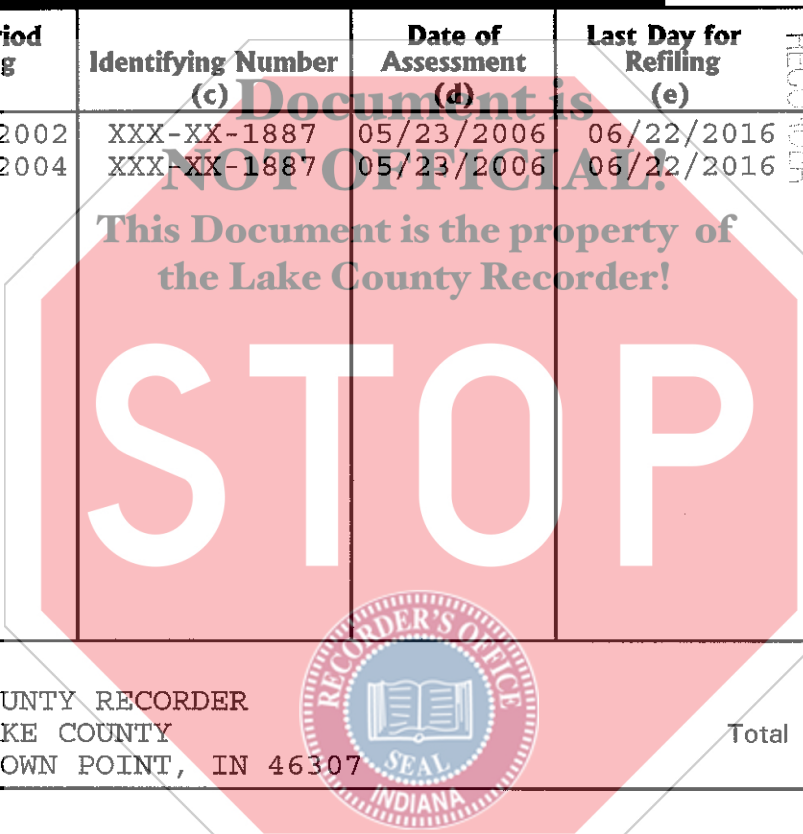 riod
g
Identifying Number
(c)
Date of
Assessment
(d)
Last Day for
Refiling
(e)
RECORDER
2002 XXX-XX-1887 05/23/2006 06/22/2016
2004 XXX-XX-1887 05/23/2006 06/22/2016
Document is
NOT OFFICIAL!
This Document is the property of
the Lake County Recorder!
STOP
UNTY RECORDER
KE COUNTY
OWN POINT, IN 46307
Total
RECORDER'S OFFICE
SEAL
INDIANA